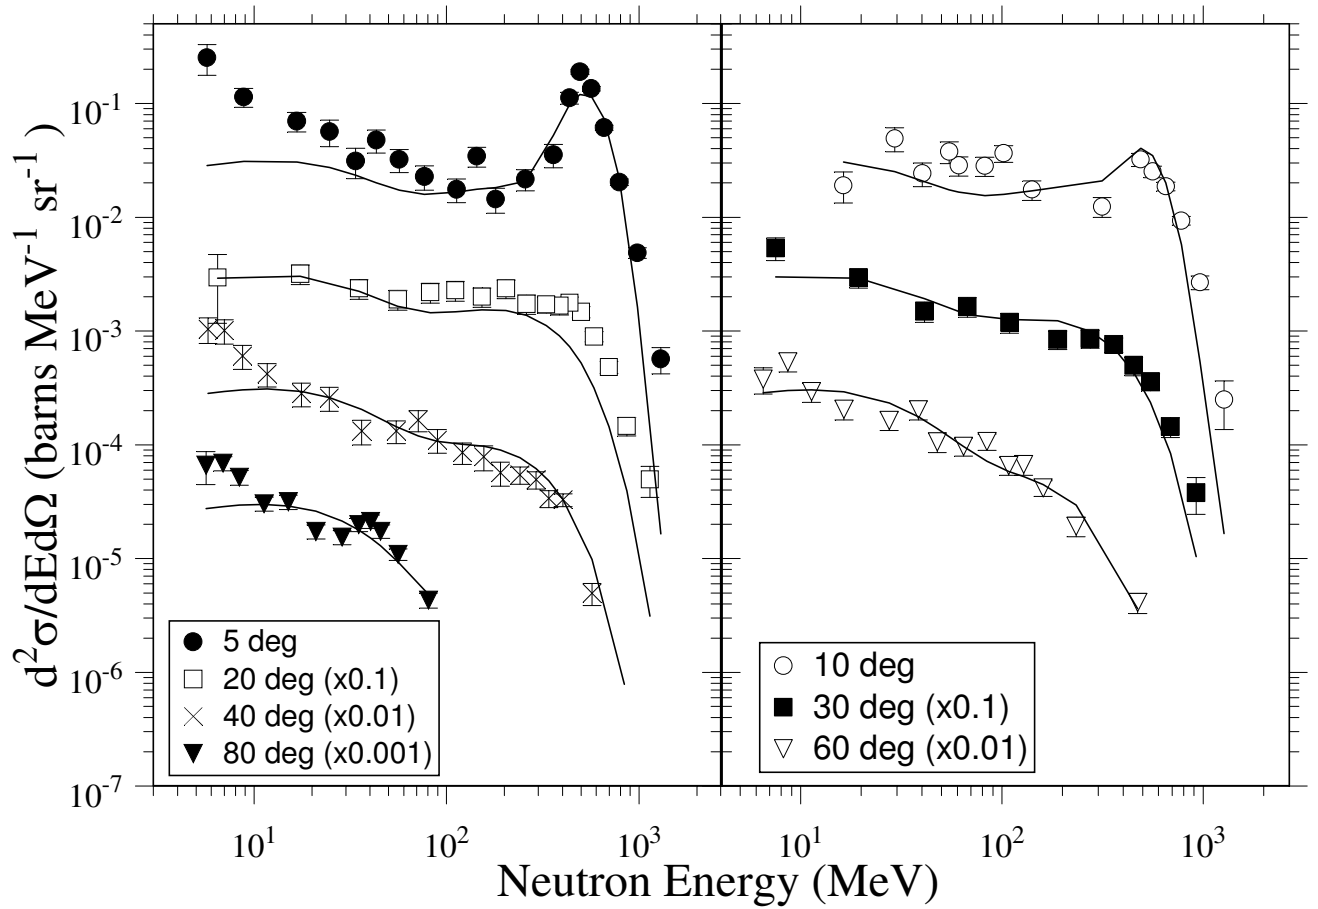 d²σ/dEdΩ (barns MeV⁻¹ sr⁻¹)
10⁻¹
10⁻²
10⁻³
10⁻⁴
10⁻⁵
10⁻⁶
10⁻⁷
5 deg
20 deg (x0.1)
40 deg (x0.01)
80 deg (x0.001)
10 deg
30 deg (x0.1)
60 deg (x0.01)
10¹ 10² 10³ 10¹ 10² 10³
Neutron Energy (MeV)